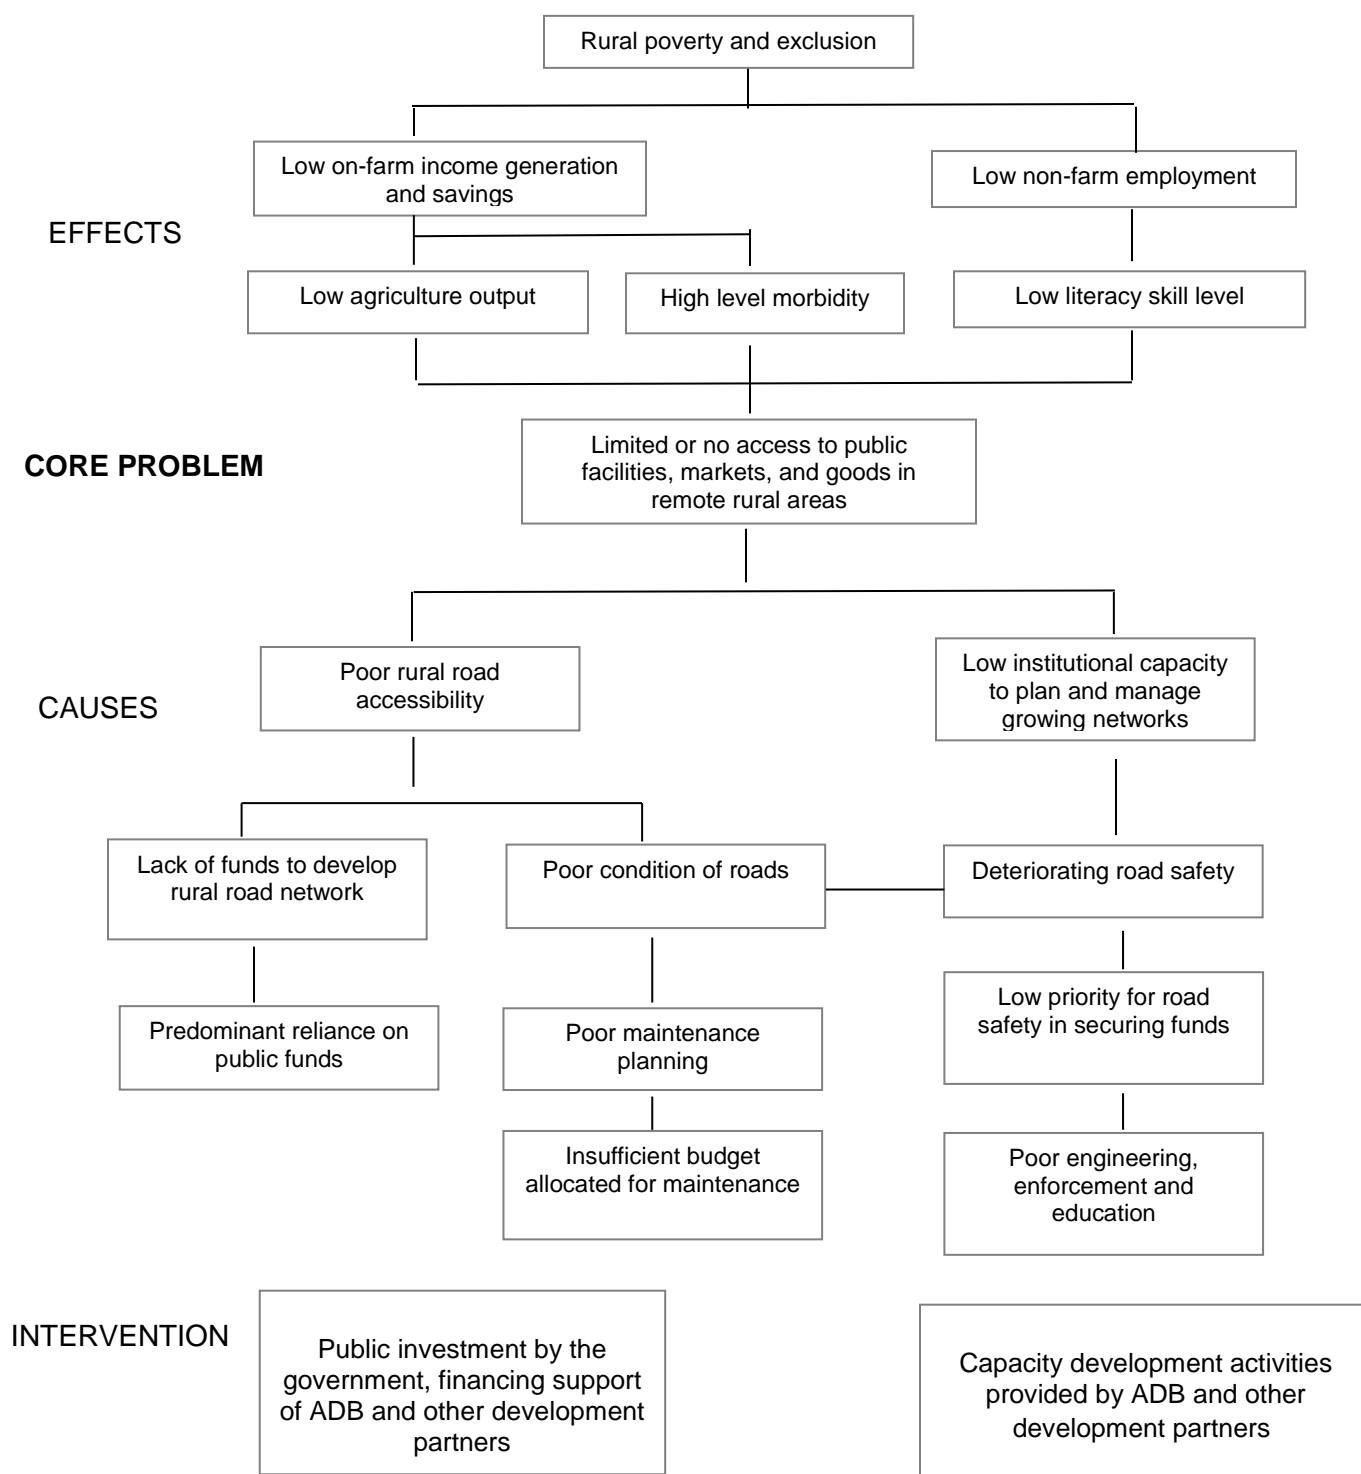 Rural poverty and exclusion
Low on-farm income generation
and savings
Low non-farm employment
EFFECTS
Low agriculture output
High level morbidity
Low literacy skill level
CORE PROBLEM
Limited or no access to public
facilities, markets, and goods in
remote rural areas
CAUSES
Poor rural road
accessibility
Low institutional capacity
to plan and manage
growing networks
Lack of funds to develop
rural road network
Poor condition of roads
Deteriorating road safety
Predominant reliance on
public funds
Poor maintenance
planning
Low priority for road
safety in securing funds
Insufficient budget
allocated for maintenance
Poor engineering,
enforcement and
education
INTERVENTION
Public investment by the
government, financing support
of ADB and other development
partners
Capacity development activities
provided by ADB and other
development partners